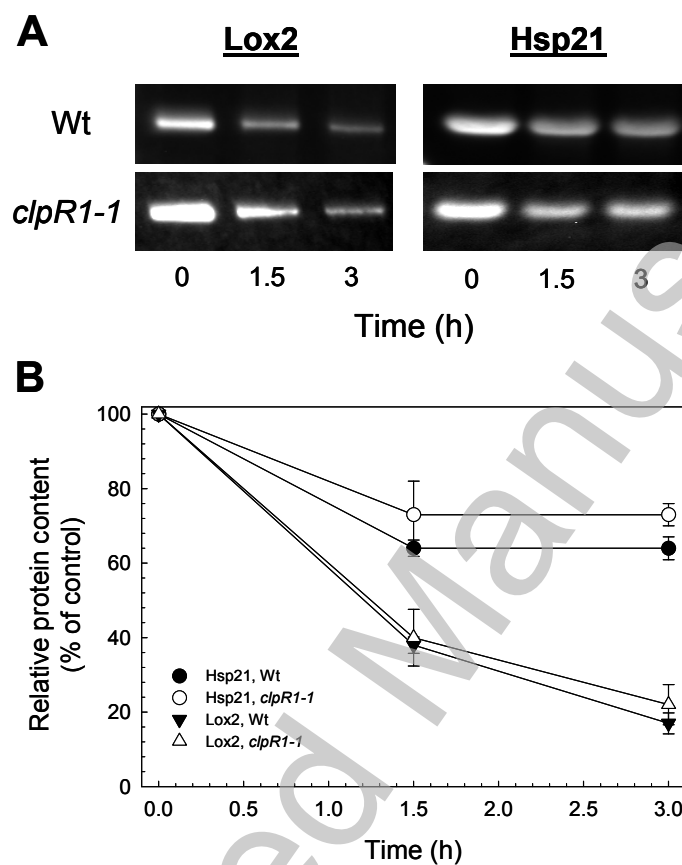 A
Lox2 Hsp21
Wt
clpR1-1
0 1.5 3 0 1.5 3
Time (h)
B
Relative protein content
(% of control)
100
80
60
40
20
0
Hsp21, Wt
Hsp21, clpR1-1
Lox2, Wt
Lox2, clpR1-1
0.0 0.5 1.0 1.5 2.0 2.5 3.0
Time (h)
ed Manus